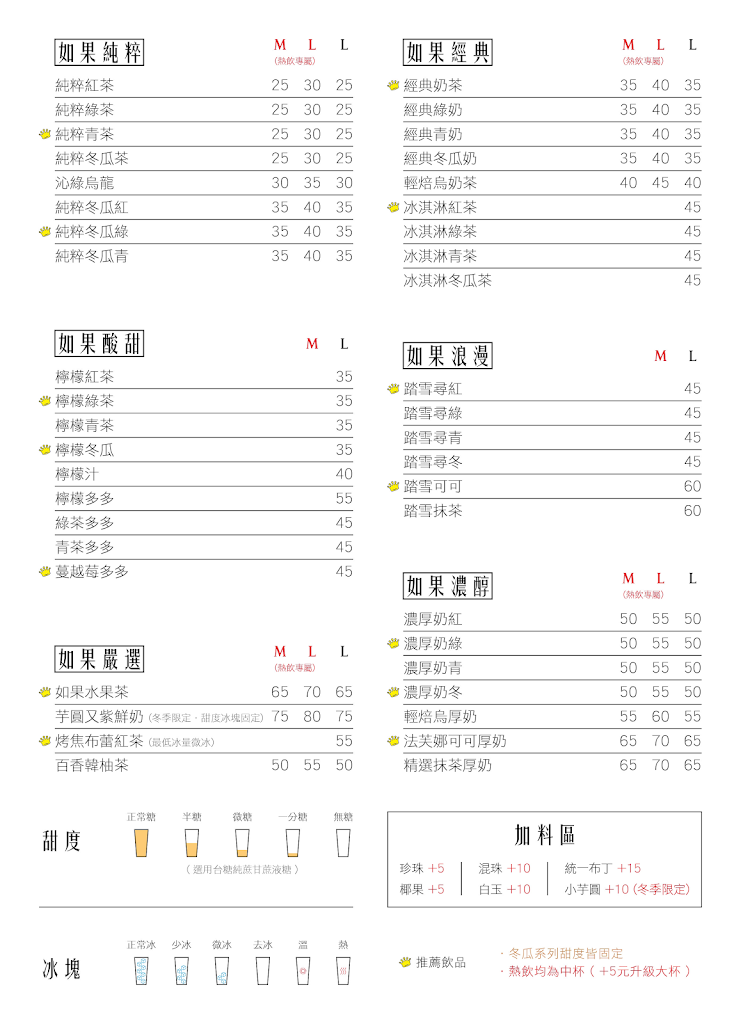 如果純粹 M L L
(熱飲專屬)
純粹紅茶 25 30 25
純粹綠茶 25 30 25
純粹青茶 25 30 25
純粹冬瓜茶 25 30 25
沁綠烏龍 30 35 30
純粹冬瓜紅 35 40 35
純粹冬瓜綠 35 40 35
純粹冬瓜青 35 40 35
如果酸甜 M L
檸檬紅茶 35
檸檬綠茶 35
檸檬青茶 35
檸檬冬瓜 35
檸檬汁 40
檸檬多多 55
綠茶多多 45
青茶多多 45
蔓越莓多多 45
如果嚴選 M L L
(熱飲專屬)
如果水果茶 65 70 65
芋圓又紫鮮奶 (冬季限定·甜度冰塊固定) 75 80 75
烤焦布蕾紅茶 (最低冰量微冰) 55
百香韓柚茶 50 55 50
如果經典 M L L
(熱飲專屬)
經典奶茶 35 40 35
經典綠奶 35 40 35
經典青奶 35 40 35
經典冬瓜奶 35 40 35
輕焙烏奶茶 40 45 40
冰淇淋紅茶 45
冰淇淋綠茶 45
冰淇淋青茶 45
冰淇淋冬瓜茶 45
如果浪漫 M L
踏雪尋紅 45
踏雪尋綠 45
踏雪尋青 45
踏雪尋冬 45
踏雪可可 60
踏雪抹茶 60
如果濃醇 M L L
(熱飲專屬)
濃厚奶紅 50 55 50
濃厚奶綠 50 55 50
濃厚奶青 50 55 50
濃厚奶冬 50 55 50
輕焙烏厚奶 55 60 55
法芙娜可可厚奶 65 70 65
精選抹茶厚奶 65 70 65
正常糖 半糖 微糖 一分糖 無糖
甜度
(選用台糖純蔗甘蔗液糖)
正常冰 少冰 微冰 去冰 溫 熱
冰塊
加料區
珍珠 +5 混珠 +10 統一布丁 +15
椰果 +5 白玉 +10 小芋圓 +10 (冬季限定)
推薦飲品
·冬瓜系列甜度皆固定
·熱飲均為中杯(+5元升級大杯)